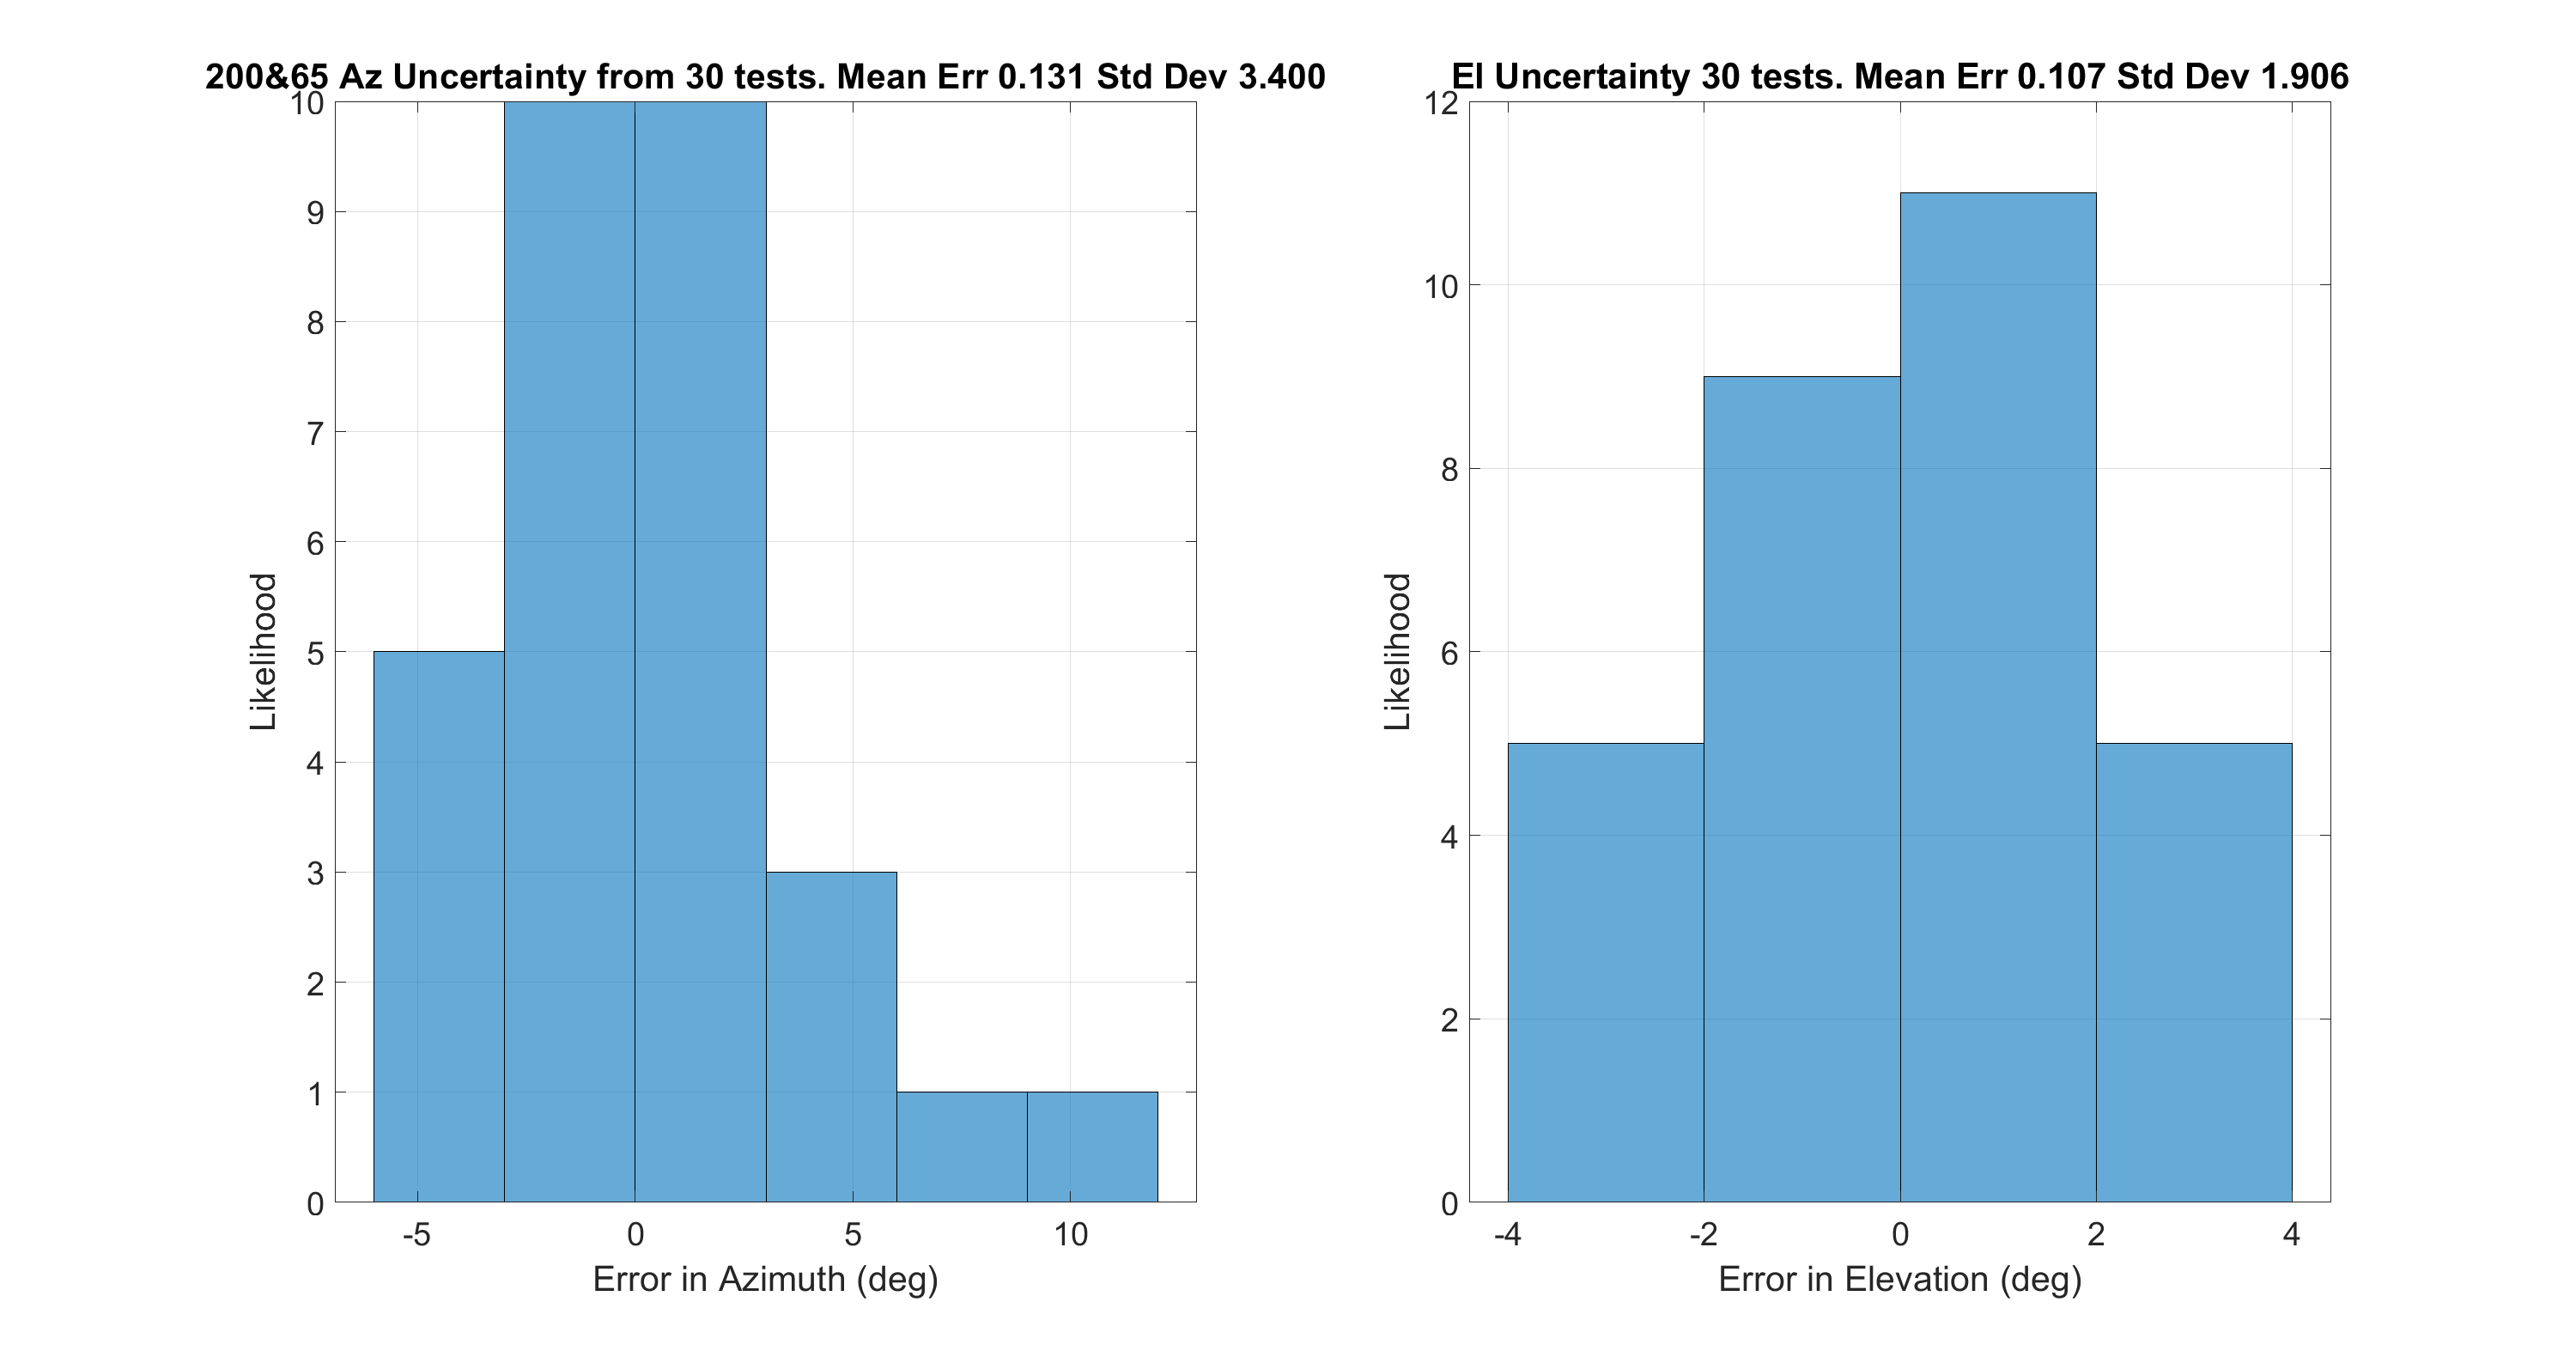 200&65 Az Uncertainty from 30 tests. Mean Err 0.131 Std Dev 3.400
10
9
8
7
6
5
4
3
2
1
0
Likelihood
-5 0 5 10
Error in Azimuth (deg)
El Uncertainty 30 tests. Mean Err 0.107 Std Dev 1.906
12
10
8
6
4
2
0
Likelihood
-4 -2 0 2 4
Error in Elevation (deg)